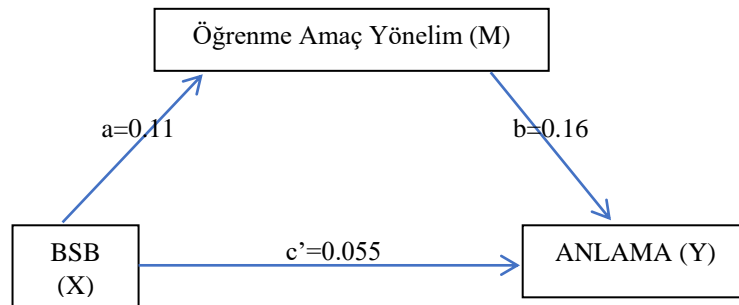 Öğrenme Amaç Yönelim (M)
a=0.11
b=0.16
BSB
(X)
c’=0.055
ANLAMA (Y)